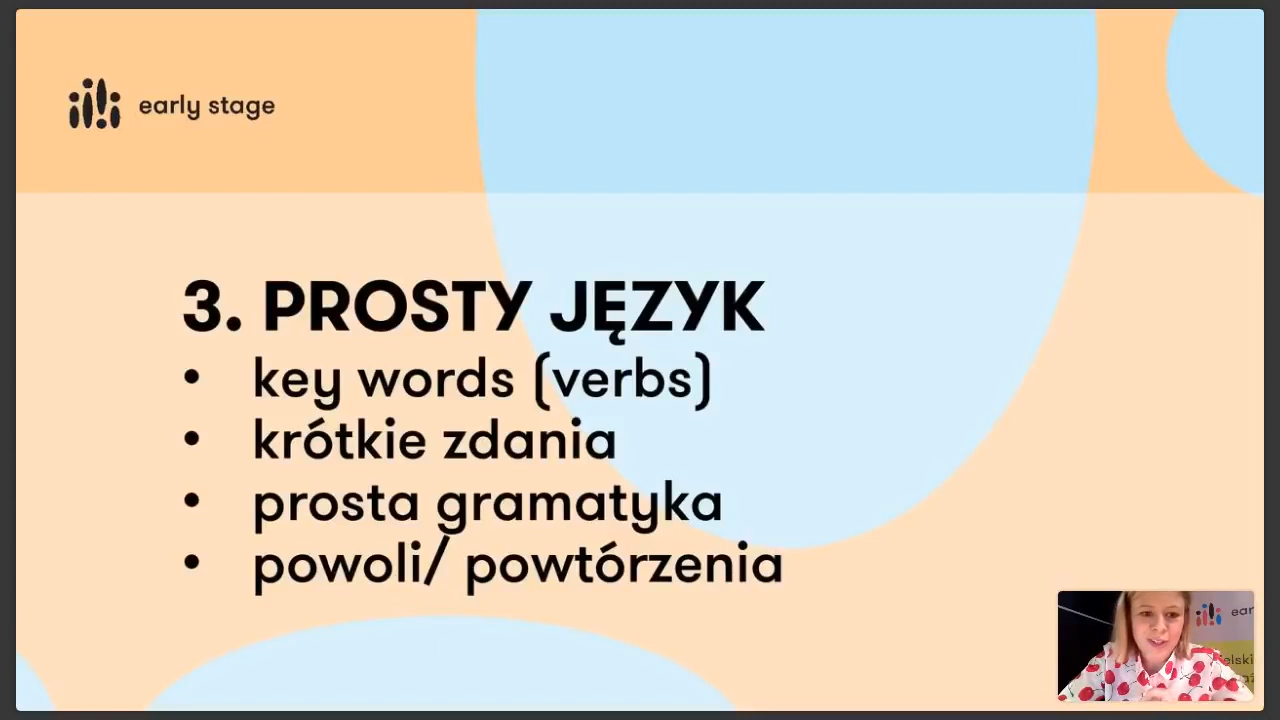 early stage
3. PROSTY JĘZYK
• key words (verbs)
• krótkie zdania
• prosta gramatyka
• powoli/ powtórzenia